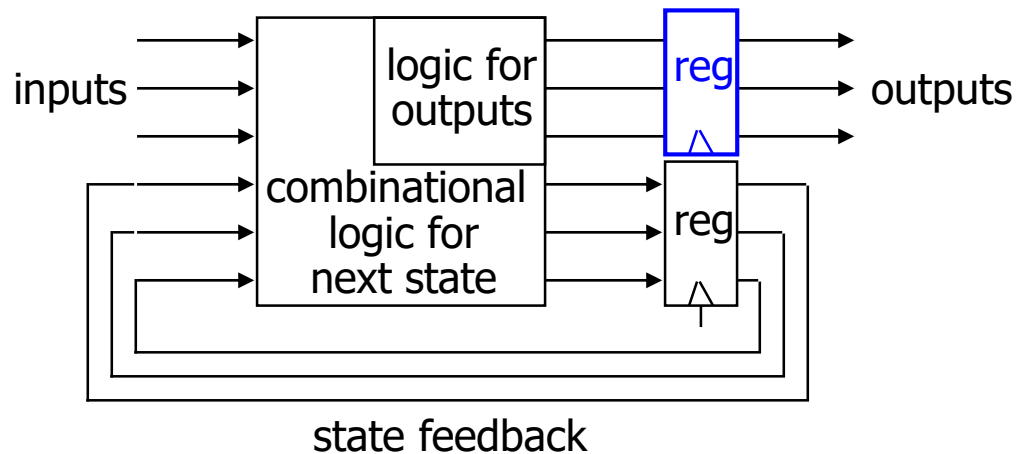 inputs
logic for
outputs
reg
outputs
combinational
logic for
next state
reg
state feedback